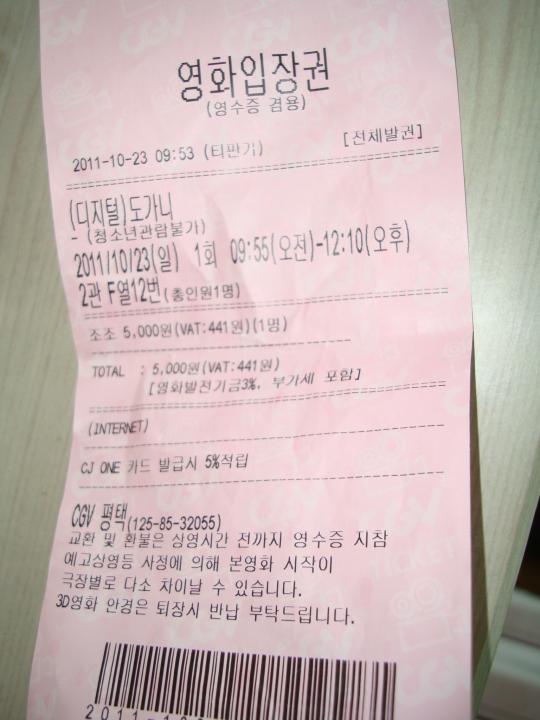 영화입장권
(영수증 겸용)
2011-10-23 09:53 (티판기) [전체발권]
(디지털)도가니
- (청소년관람불가)
2011/10/23(일) 1회 09:55(오전)-12:10(오후)
2관 F열12번(총인원1명)
조조 5,000원(VAT:441원)(1명)
TOTAL : 5,000원(VAT:441원)
[영화발전기금3%, 부가세 포함]
(INTERNET)
CJ ONE 카드 발급시 5%적립
CGV 평택(125-85-32055)
교환 및 환불은 상영시간 전까지 영수증 지참
예고상영등 사정에 의해 본영화 시작이
극장별로 다소 차이날 수 있습니다.
3D영화 안경은 퇴장시 반납 부탁드립니다.